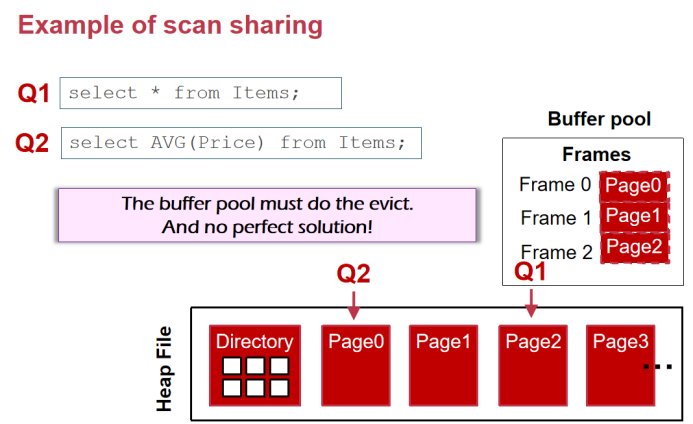 Example of scan sharing
Q1 select * from Items;
Q2 select AVG(Price) from Items;
The buffer pool must do the evict.
And no perfect solution!
Buffer pool
Frames
Frame 0 Page0
Frame 1 Page1
Frame 2 Page2
Q2 Q1
Heap File
Directory Page0 Page1 Page2 Page3 ...